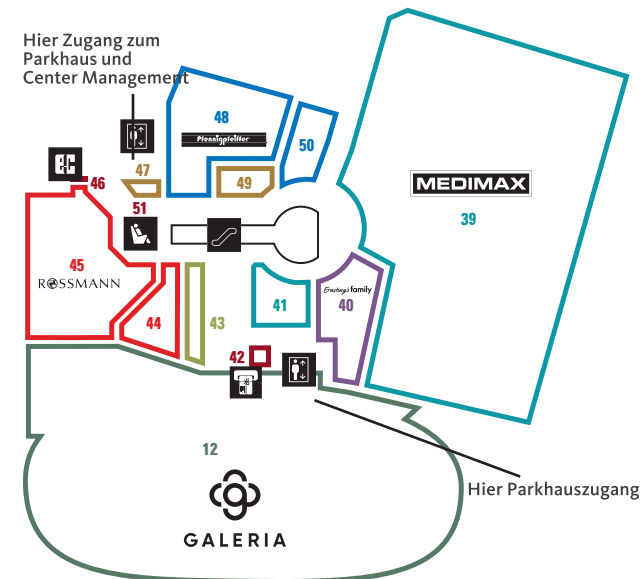 Hier Zugang zum
Parkhaus und
Center Management
48
Pfennigpfeiffer
50
EC
46
47
49
MEDIMAX
39
51
45
ROSSMANN
44
43
41
Ernsting's family
40
42
12
GALERIA
Hier Parkhauszugang